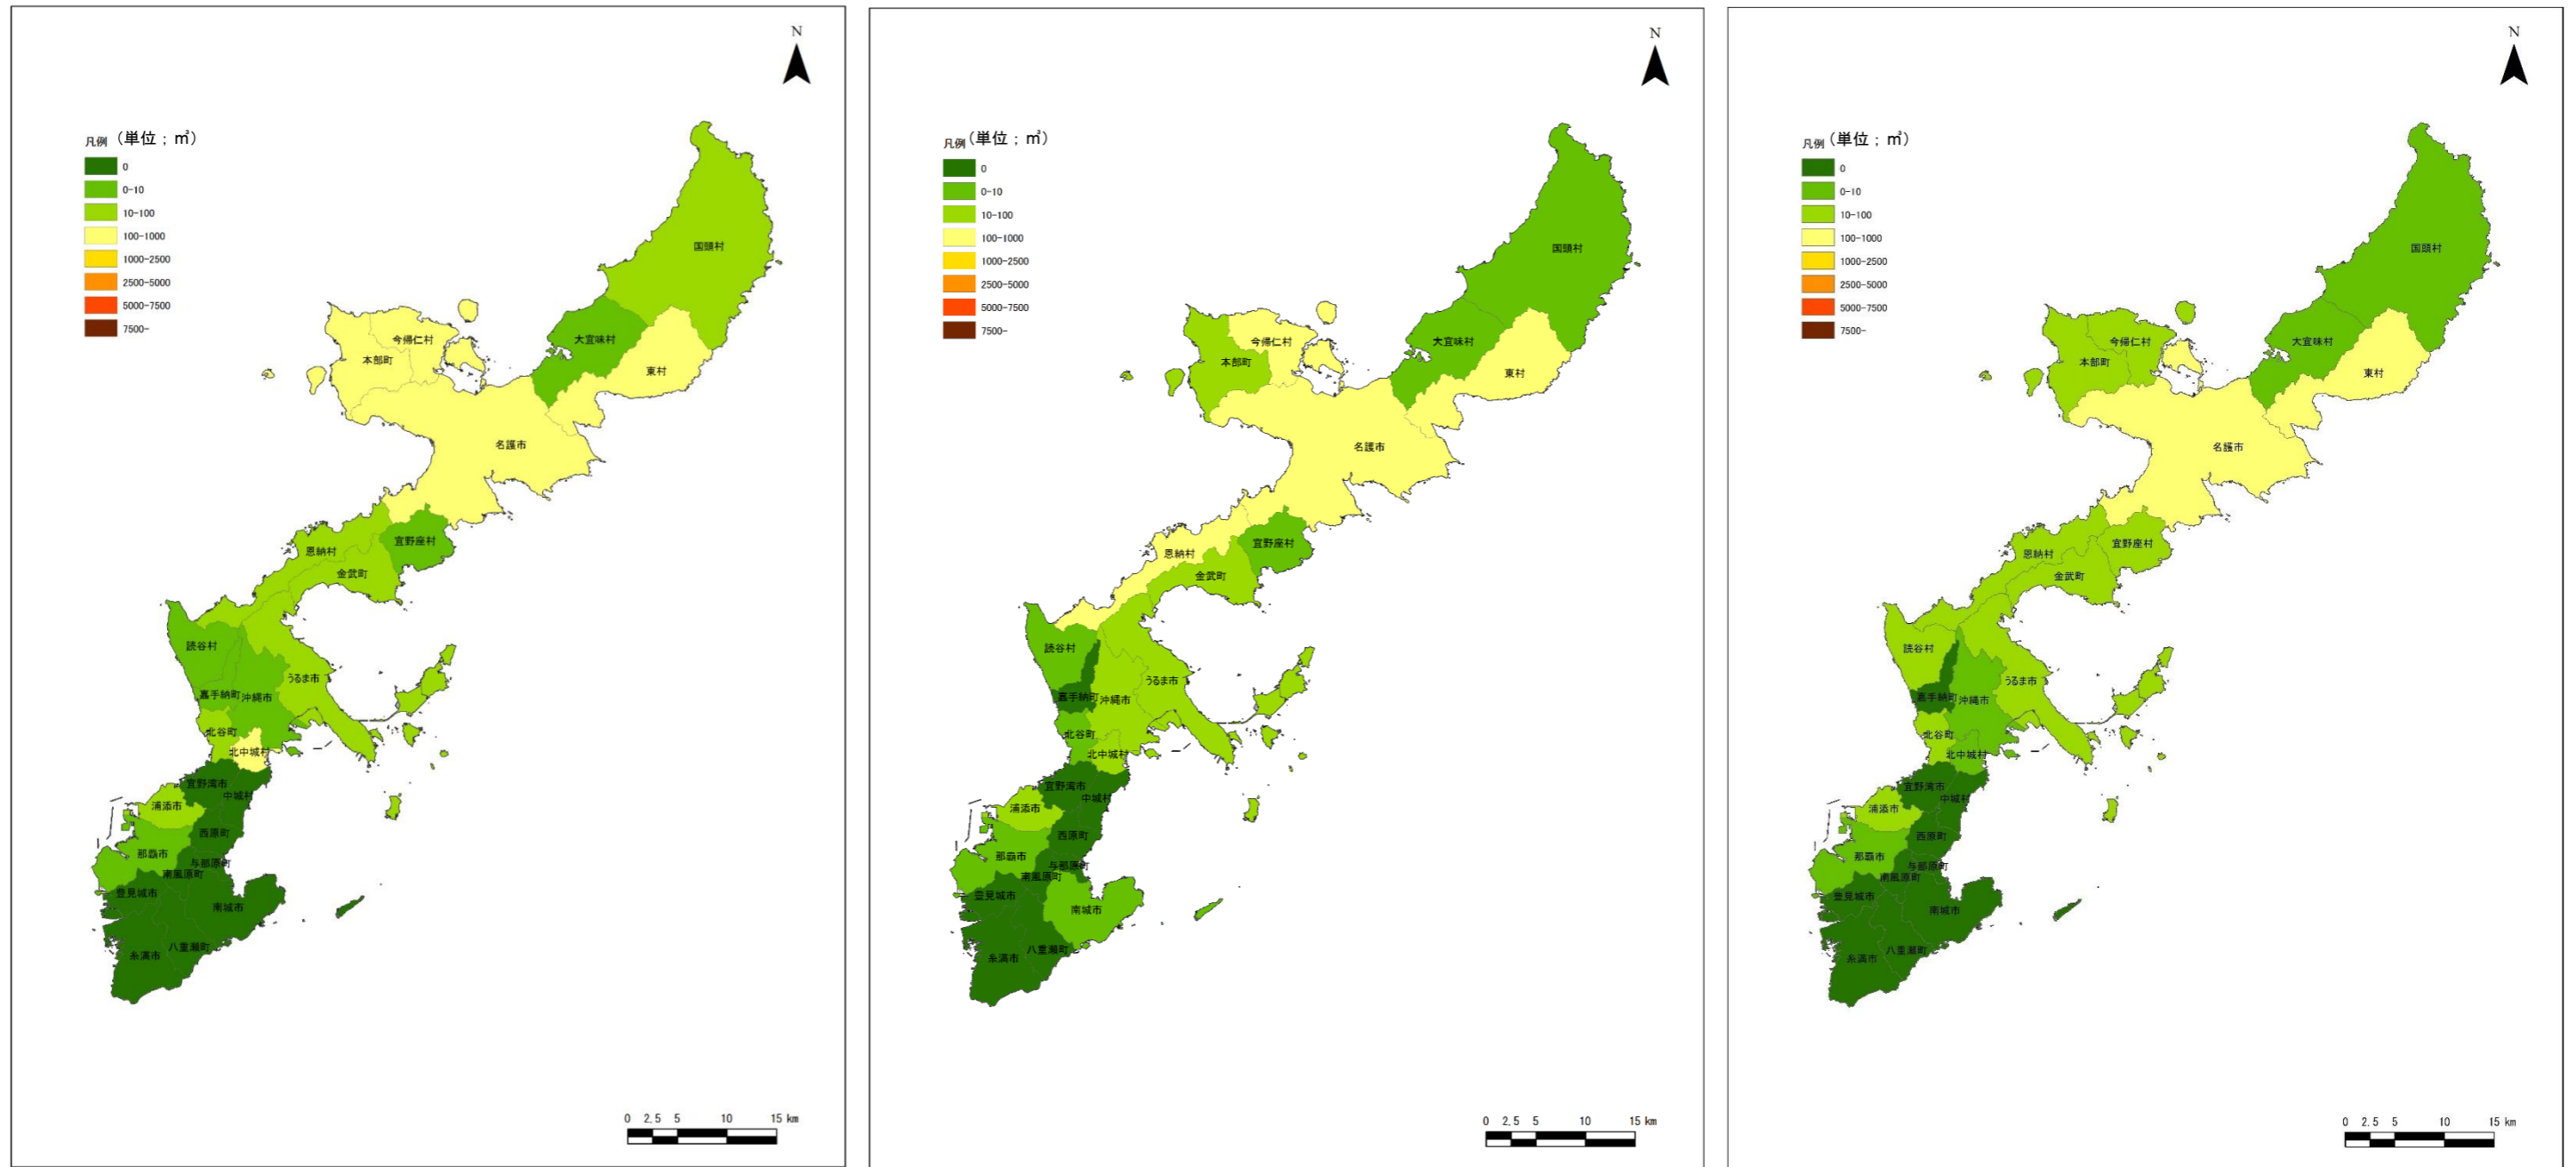 N
凡例 (単位 ; ㎡)
0
0-10
10-100
100-1000
1000-2500
2500-5000
5000-7500
7500-
国頭村
大宜味村
今帰仁村
本部町
東村
名護市
宜野座村
恩納村
金武町
読谷村
うるま市
嘉手納町
沖縄市
北谷町
北中城村
宜野湾市
中城村
浦添市
西原町
那覇市
与那原町
南風原町
豊見城市
南城市
八重瀬町
糸満市
0 2.5 5 10 15 km
N
凡例 (単位 ; ㎡)
0
0-10
10-100
100-1000
1000-2500
2500-5000
5000-7500
7500-
国頭村
大宜味村
今帰仁村
本部町
東村
名護市
宜野座村
恩納村
金武町
読谷村
うるま市
嘉手納町
沖縄市
北谷町
北中城村
宜野湾市
中城村
浦添市
西原町
那覇市
与那原町
南風原町
豊見城市
南城市
八重瀬町
糸満市
0 2.5 5 10 15 km
N
凡例 (単位 ; ㎡)
0
0-10
10-100
100-1000
1000-2500
2500-5000
5000-7500
7500-
国頭村
大宜味村
今帰仁村
本部町
東村
名護市
宜野座村
恩納村
金武町
読谷村
うるま市
嘉手納町
沖縄市
北谷町
北中城村
宜野湾市
中城村
浦添市
西原町
那覇市
与那原町
南風原町
豊見城市
南城市
八重瀬町
糸満市
0 2.5 5 10 15 km